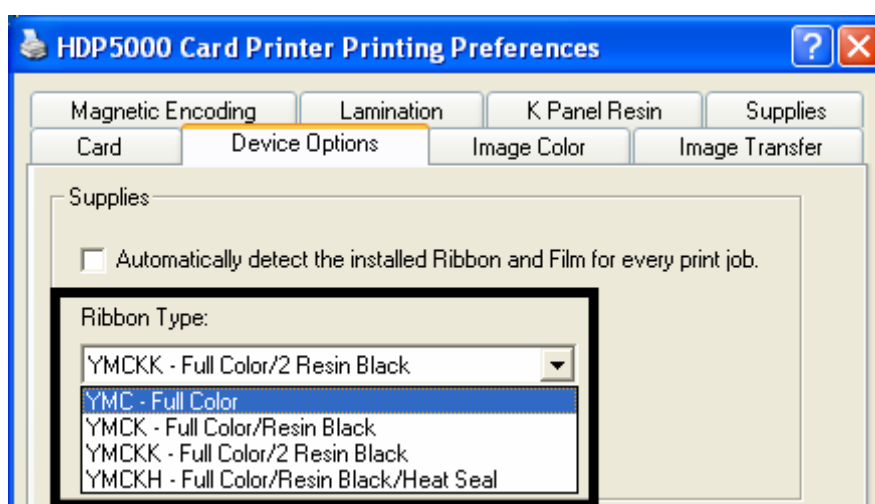 HDP5000 Card Printer Printing Preferences
Magnetic Encoding Lamination K Panel Resin Supplies
Card Device Options Image Color Image Transfer
Supplies
Automatically detect the installed Ribbon and Film for every print job.
Ribbon Type:
YMCKK - Full Color/2 Resin Black
YMC - Full Color
YMCK - Full Color/Resin Black
YMCKK - Full Color/2 Resin Black
YMCKH - Full Color/Resin Black/Heat Seal